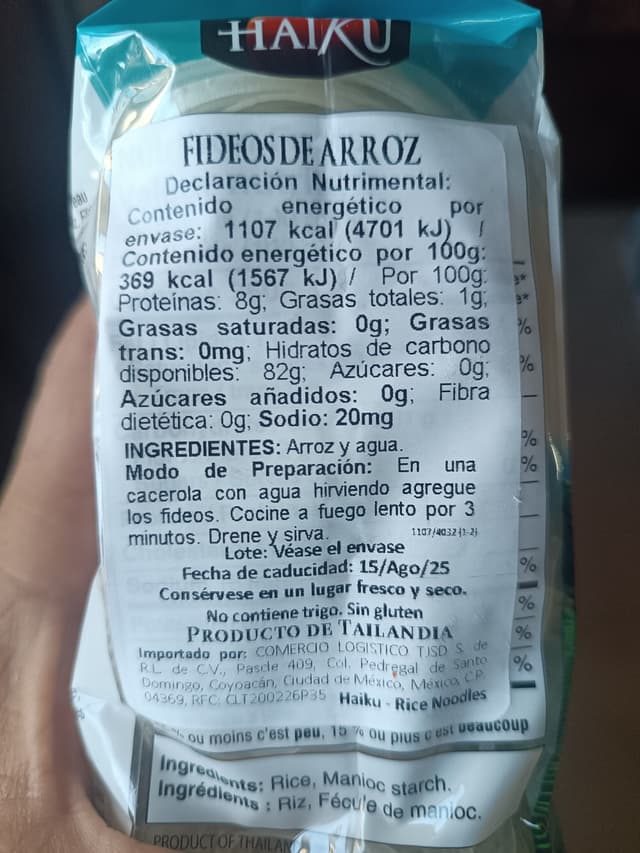 HAIKU
FIDEOS DE ARROZ
Declaración Nutrimental:
Contenido energético por
envase: 1107 kcal (4701 kJ) /
Contenido energético por 100g:
369 kcal (1567 kJ) / Por 100g:
Proteínas: 8g; Grasas totales: 1g;
Grasas saturadas: 0g; Grasas
trans: 0mg; Hidratos de carbono
disponibles: 82g; Azúcares: 0g;
Azúcares añadidos: 0g; Fibra
dietética: 0g; Sodio: 20mg
INGREDIENTES: Arroz y agua.
Modo de Preparación: En una
cacerola con agua hirviendo agregue
los fideos. Cocine a fuego lento por 3
minutos. Drene y sirva.
Lote: Véase el envase
Fecha de caducidad: 15/Ago/25
Consérvese en un lugar fresco y seco.
No contiene trigo. Sin gluten
PRODUCTO DE TAILANDIA
Importado por: COMERCIO LOGISTICO TJSD S. de
R.L. de C.V., Pascle 409, Col. Pedregal de Santo
Domingo, Coyoacán, Ciudad de México, México, C.P.
04369, RFC: CLT200226P35 Haiku - Rice Noodles
% ou moins c'est peu, 15 % ou plus c'est beaucoup
Ingredients: Rice, Manioc starch.
Ingrédients : Riz, Fécule de manioc.
PRODUCT OF THAILAN